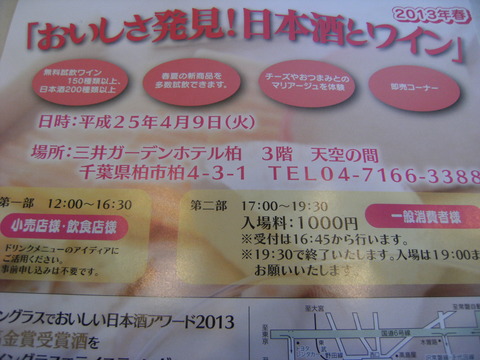 2013年春
「おいしさ発見!日本酒とワイン」
無料試飲ワイン
150種類以上、
日本酒200種類以上
春夏の新商品を
多数試飲できます。
チーズやおつまみとの
マリアージュを体験
即売コーナー
日時:平成25年4月9日(火)
場所:三井ガーデンホテル柏 3階 天空の間
千葉県柏市柏4-3-1 TEL04-7166-3388
第一部 12:00~16:30
小売店様・飲食店様
ドリンクメニューのアイディアに
ご活用ください。
事前申し込みは不要です。
第二部 17:00~19:30
入場料:1000円
一般消費者様
※受付は16:45から行います。
※19:30で終了いたします。入場は19:00ま
お願いいたします。
イングラスでおいしい日本酒アワード2013
金賞受賞酒を
至大宮
国道6号線